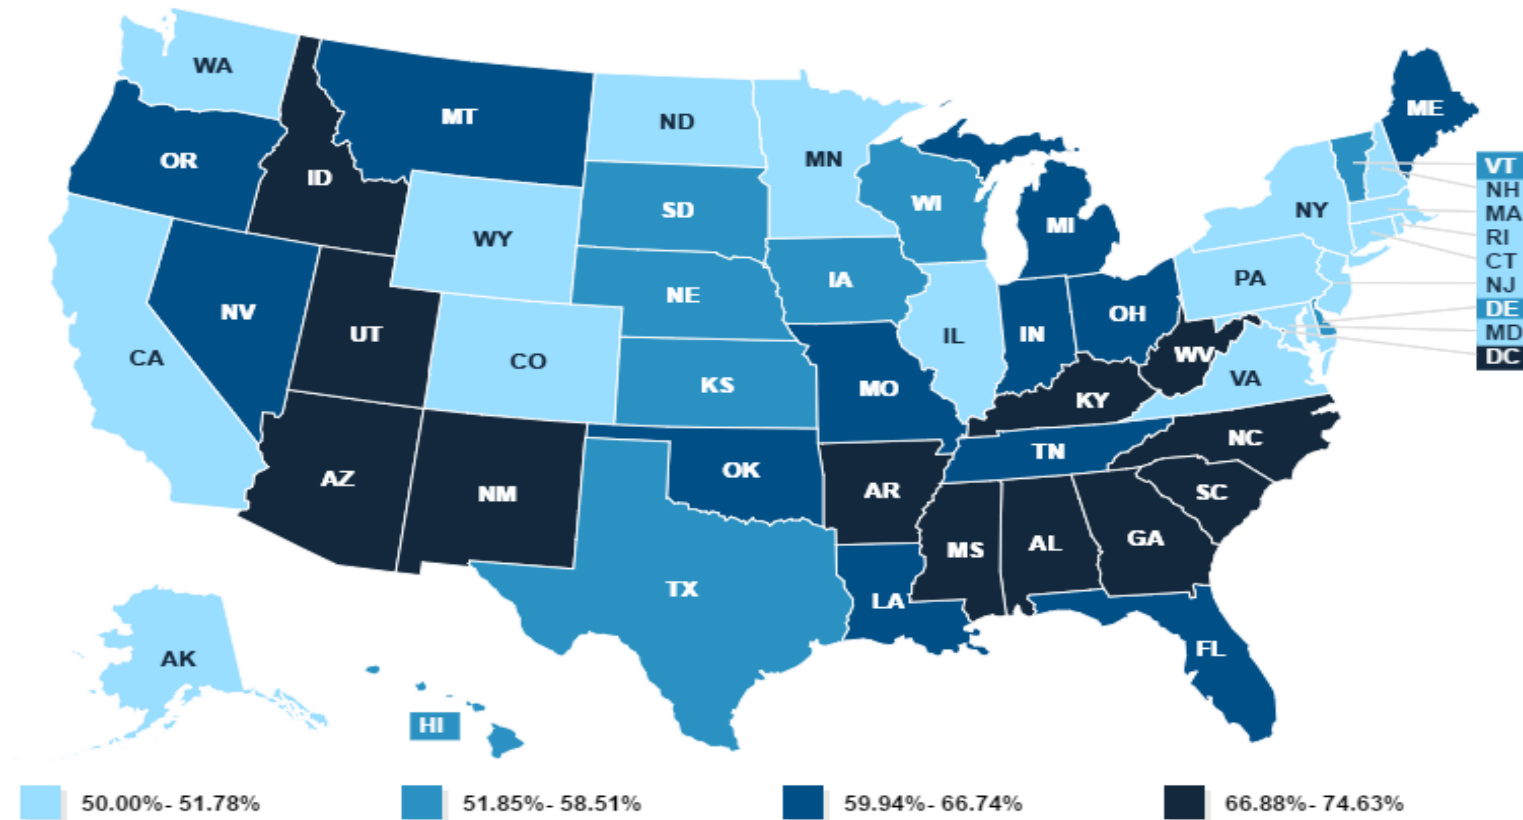 WA
MT
ND
MN
ME
OR
ID
SD
WI
MI
NY
VT
NH
MA
RI
CT
NJ
DE
MD
DC
WY
NE
IA
PA
NV
UT
CO
IL
IN
OH
CA
KS
MO
WV
VA
KY
AZ
NM
OK
TN
NC
AR
SC
MS
AL
GA
TX
LA
FL
AK
HI
50.00%- 51.78%
51.85%- 58.51%
59.94%- 66.74%
66.88%- 74.63%